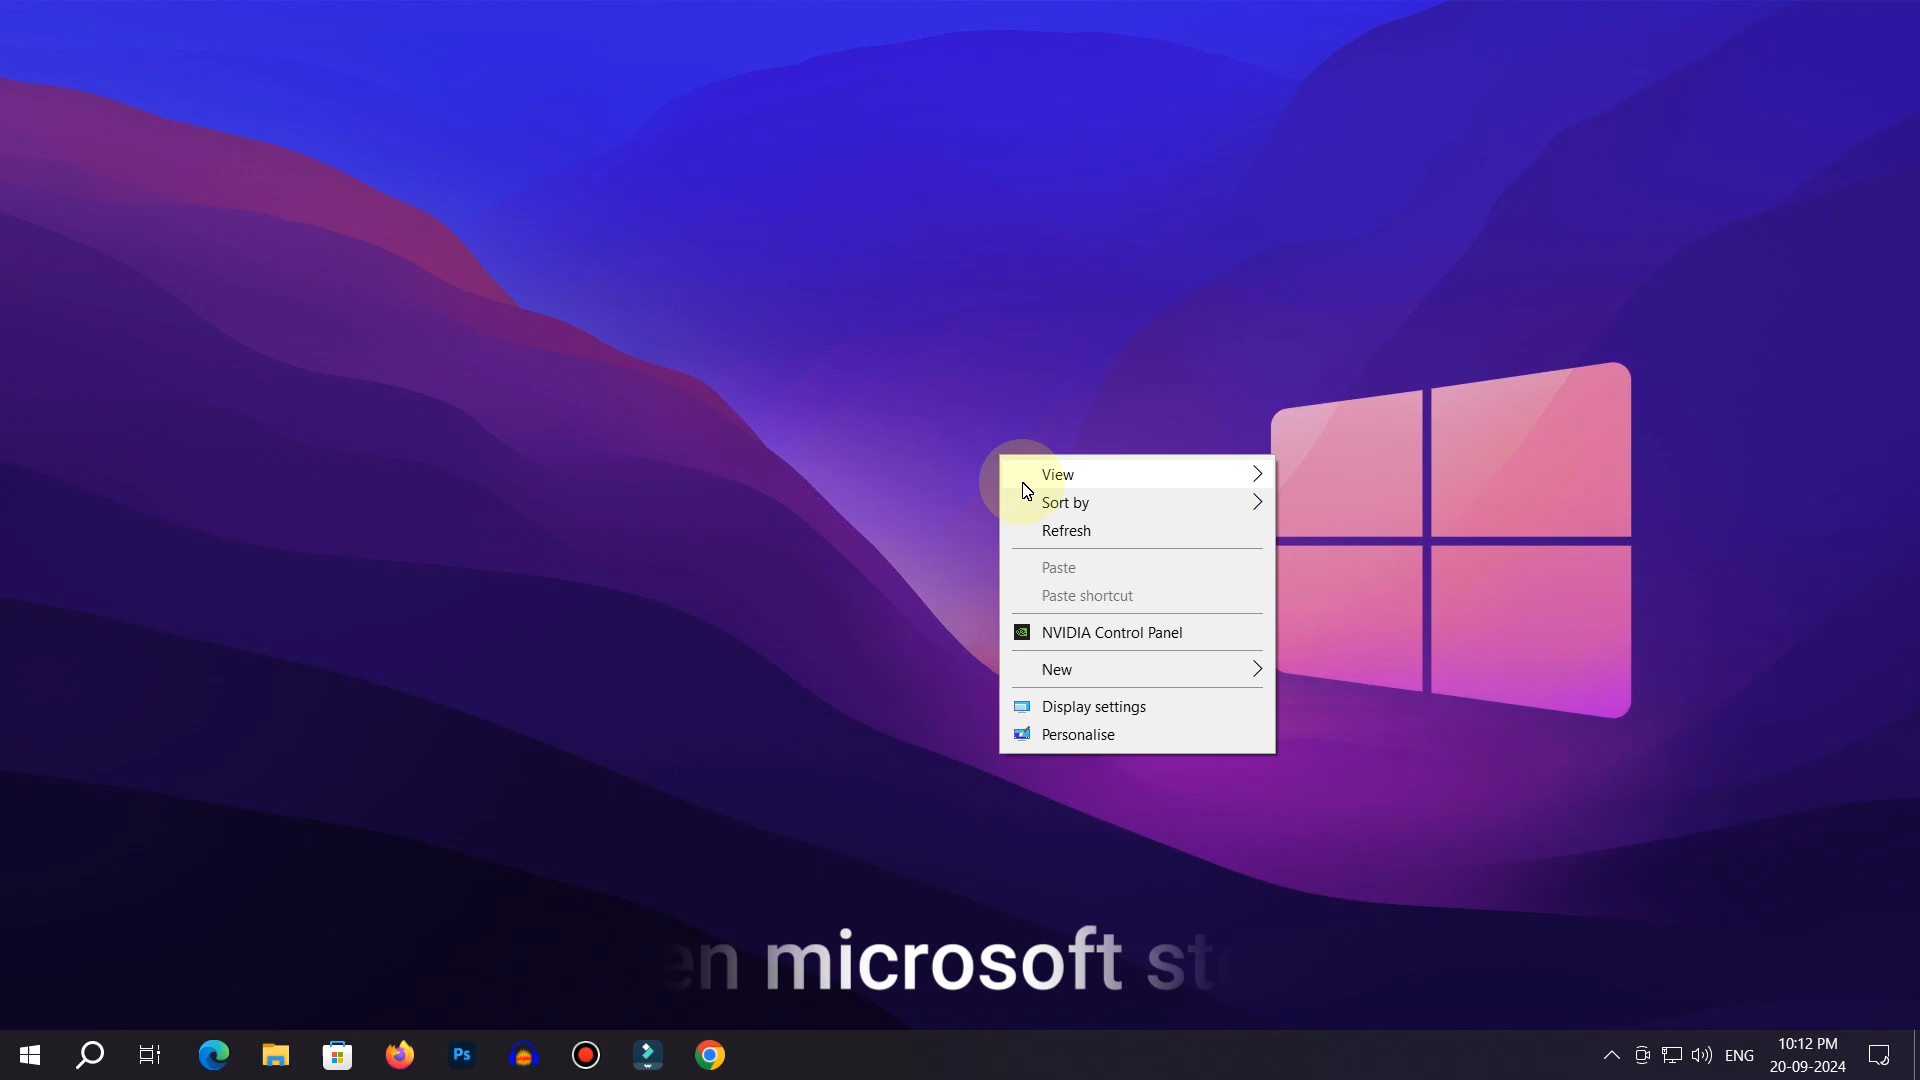 View
Sort by
Refresh
Paste
Paste shortcut
NVIDIA Control Panel
New
Display settings
Personalise
microsoft
Ps
ENG
10:12 PM
20-09-2024